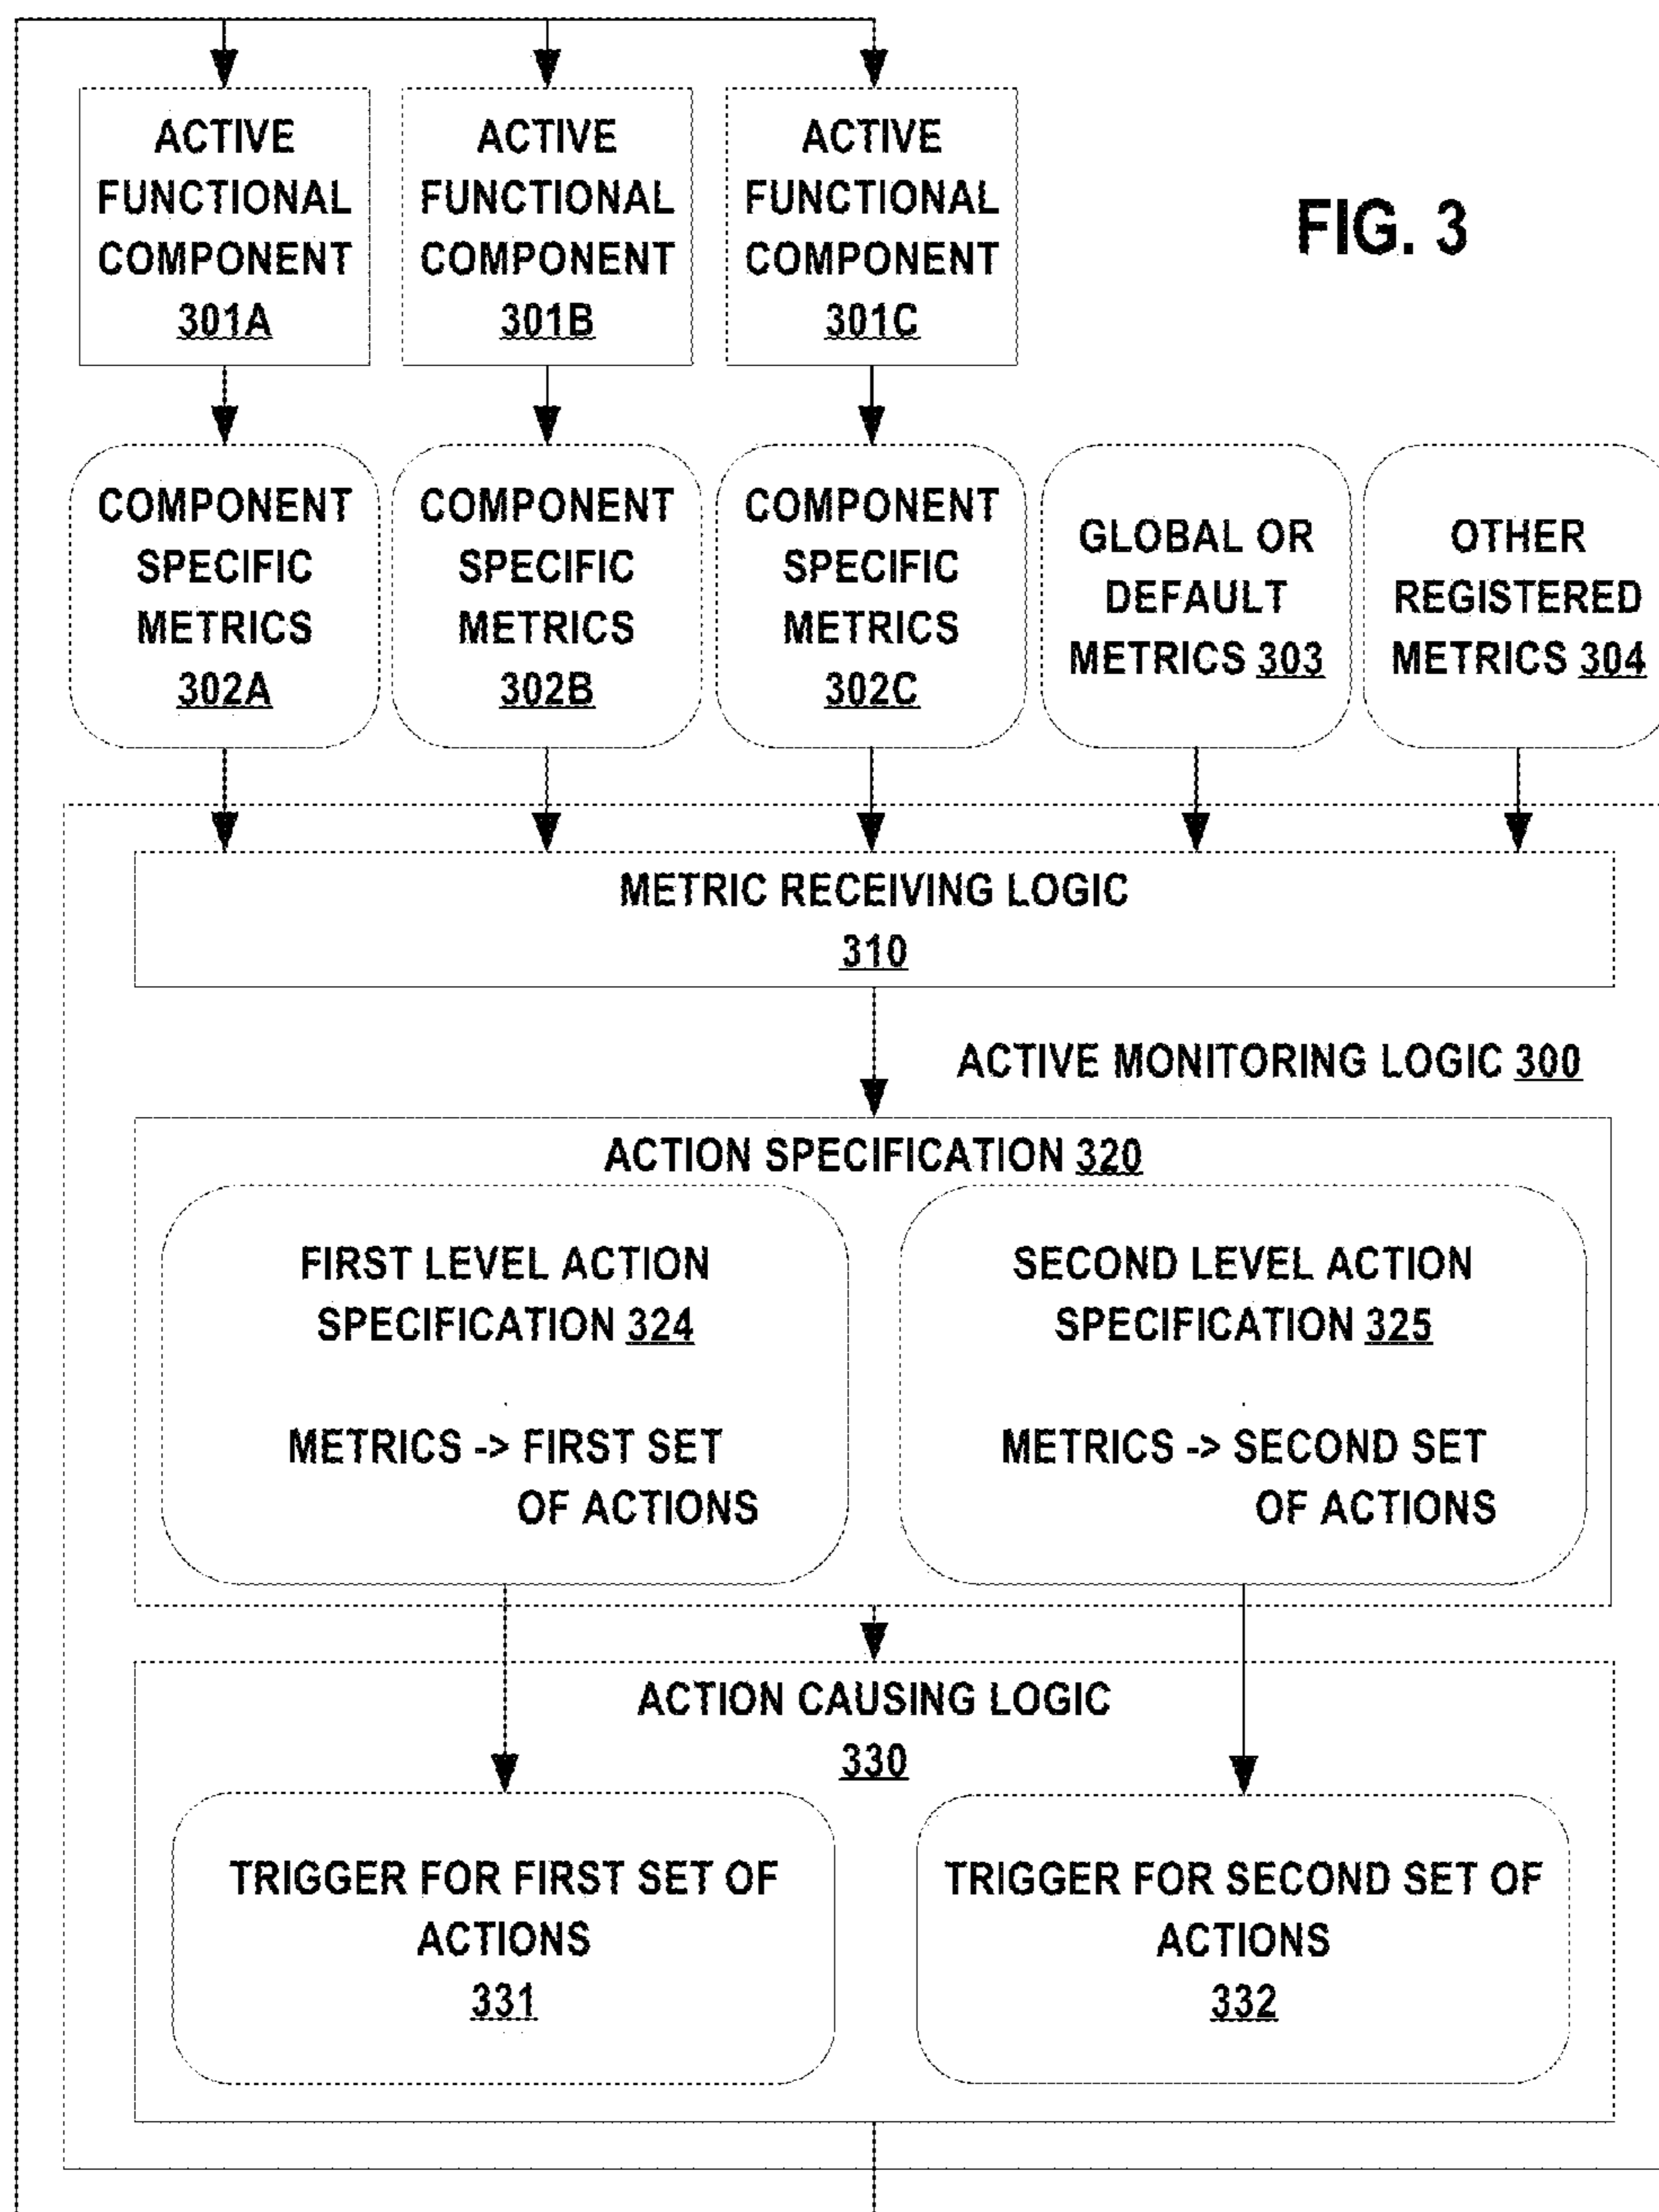 ACTIVE
FUNCTIONAL
COMPONENT
301A
ACTIVE
FUNCTIONAL
COMPONENT
301B
ACTIVE
FUNCTIONAL
COMPONENT
301C
FIG. 3
COMPONENT
SPECIFIC
METRICS
302A
COMPONENT
SPECIFIC
METRICS
302B
COMPONENT
SPECIFIC
METRICS
302C
GLOBAL OR
DEFAULT
METRICS 303
OTHER
REGISTERED
METRICS 304
METRIC RECEIVING LOGIC
310
ACTIVE MONITORING LOGIC 300
ACTION SPECIFICATION 320
FIRST LEVEL ACTION
SPECIFICATION 324
METRICS -> FIRST SET
OF ACTIONS
SECOND LEVEL ACTION
SPECIFICATION 325
METRICS -> SECOND SET
OF ACTIONS
ACTION CAUSING LOGIC
330
TRIGGER FOR FIRST SET OF
ACTIONS
331
TRIGGER FOR SECOND SET OF
ACTIONS
332